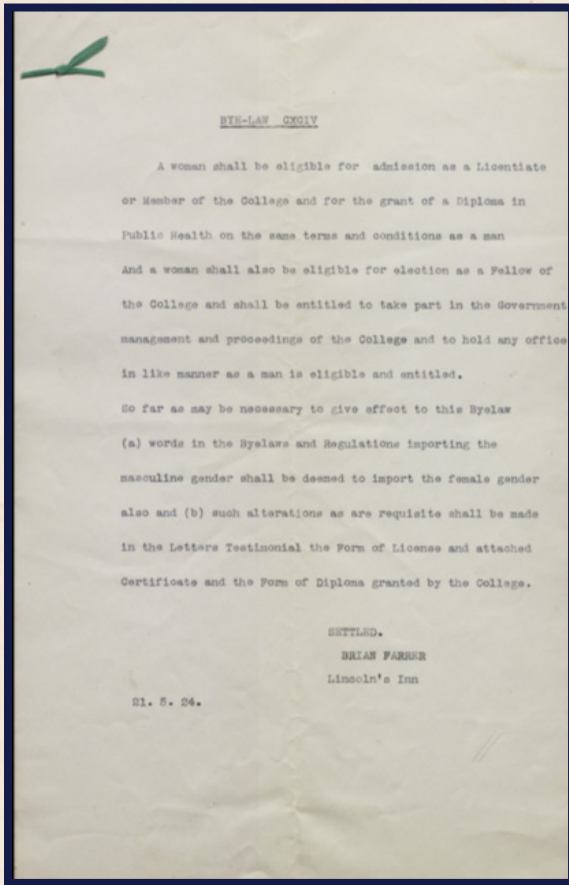 BYE-LAW CXCIV
A woman shall be eligible for admission as a Licentiate
or Member of the College and for the grant of a Diploma in
Public Health on the same terms and conditions as a man
And a woman shall also be eligible for election as a Fellow of
the College and shall be entitled to take part in the Government
management and proceedings of the College and to hold any office
in like manner as a man is eligible and entitled.
So far as may be necessary to give effect to this Byelaw
(a) words in the Byelaws and Regulations importing the
masculine gender shall be deemed to import the female gender
also and (b) such alterations as are requisite shall be made
in the Letters Testimonial the Form of License and attached
Certificate and the Form of Diploma granted by the College.
SETTLED.
BRIAN FARRER
Lincoln's Inn
21. 5. 24.